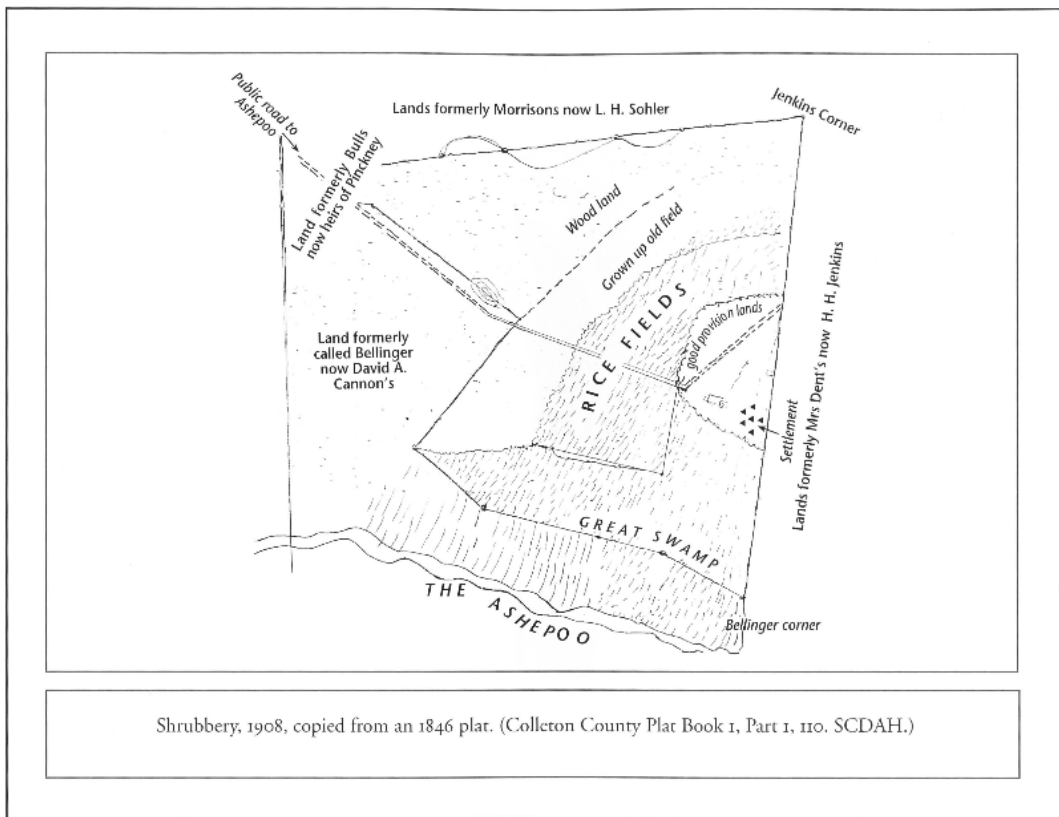 Public road to
Ashepoo
Lands formerly Morrisons now L. H. Sohler
Jenkins Corner
Land formerly Bulls
now heirs of Pinckney
Wood land
Grown up old field
RICE FIELDS
good provision lands
Land formerly
called Bellinger
now David A.
Cannon's
Settlement
Lands formerly Mrs Dent's now H. H. Jenkins
GREAT SWAMP
THE ASHEPOO
Bellinger corner
Shrubbery, 1908, copied from an 1846 plat. (Colleton County Plat Book 1, Part 1, 110. SCDAH.)